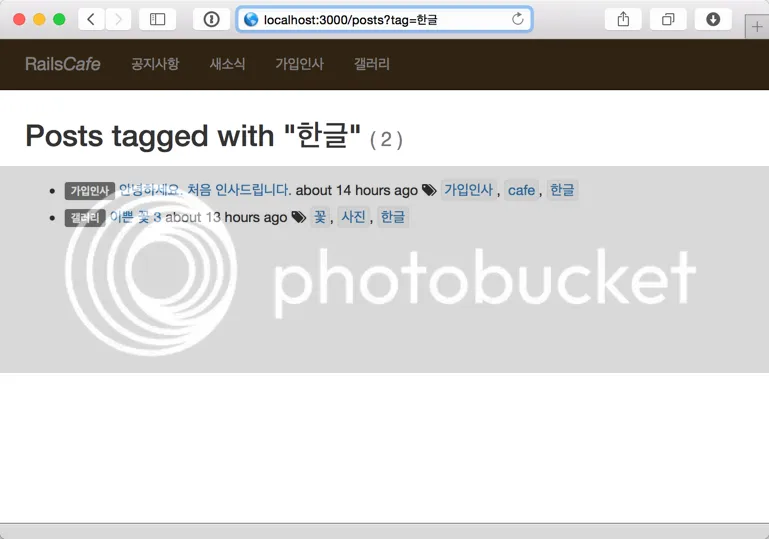 localhost:3000/posts?tag=한글
RailsCafe 공지사항 새소식 가입인사 갤러리
Posts tagged with "한글" ( 2 )
가입인사 안녕하세요, 처음 인사드립니다. about 14 hours ago 가입인사 , cafe , 한글
갤러리 이쁜 꽃 3 about 13 hours ago 꽃 , 사진 , 한글
photobucket